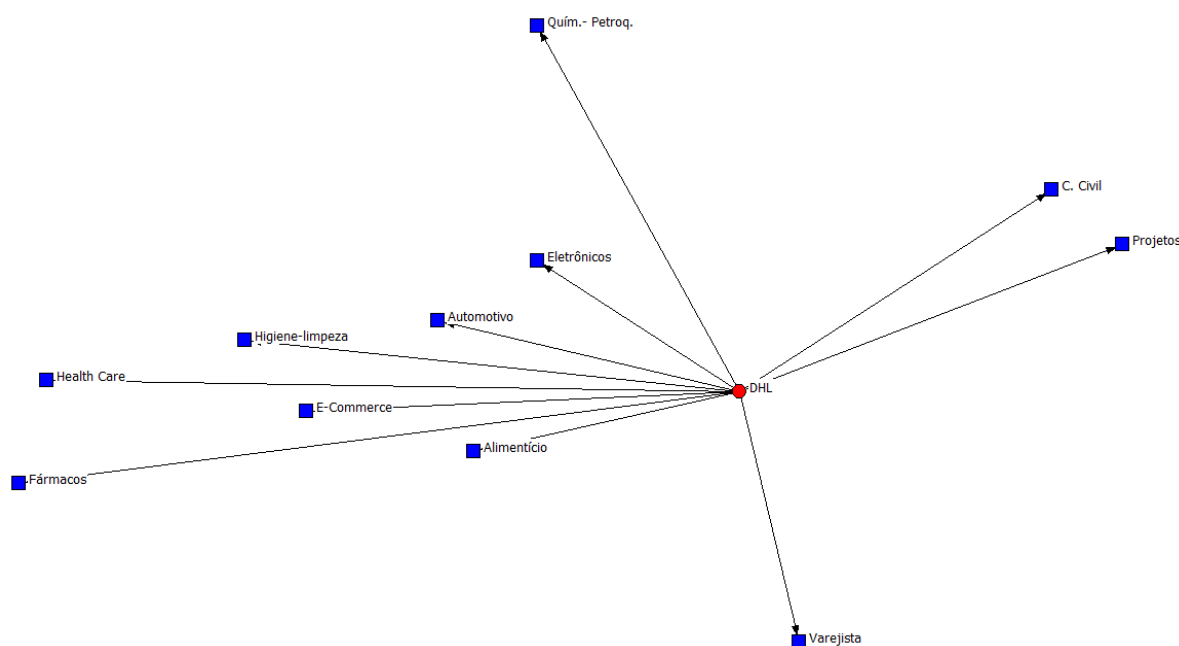 Quím.- Petroq.
C. Civil
Projetos
Eletrônicos
Automotivo
Higiene-limpeza
Health Care
DHL
E-Commerce
Alimentício
Fármacos
Varejista